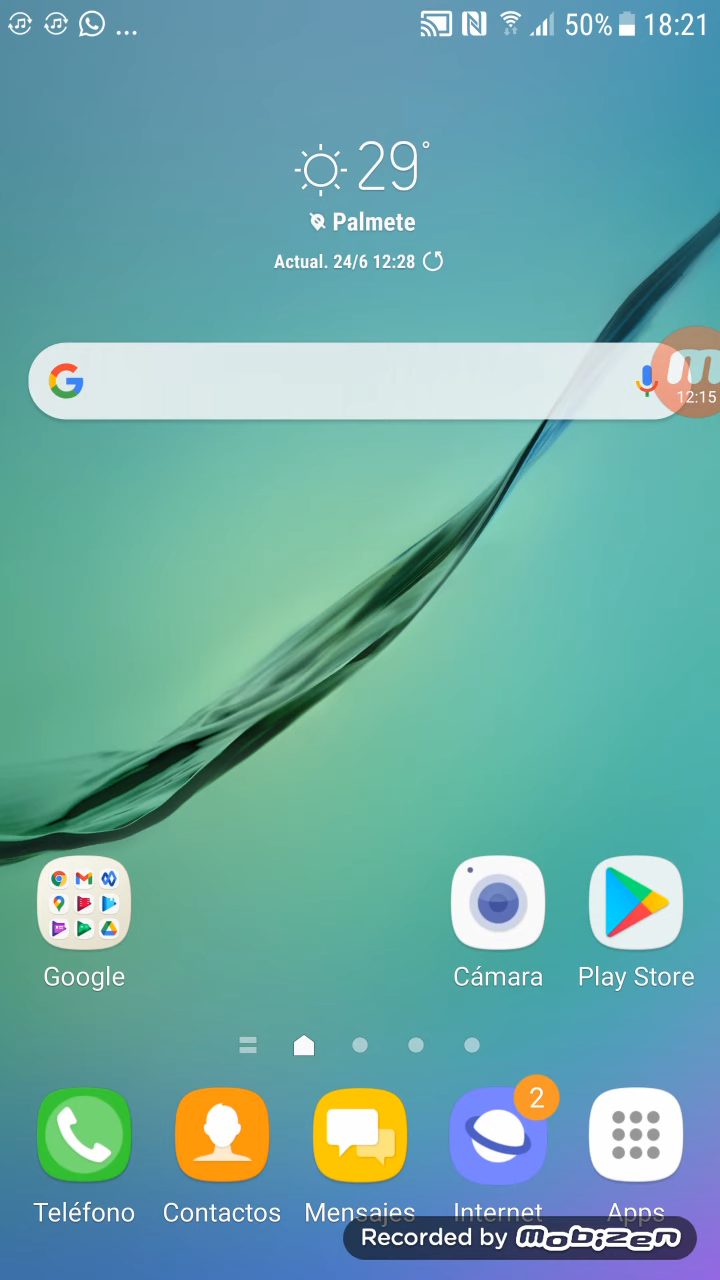 ... 50% 18:21
29°
Palmete
Actual. 24/6 12:28
12:15
Google
Cámara
Play Store
2
Teléfono
Contactos
Mensajes
Internet
Apps
Recorded by mobizen